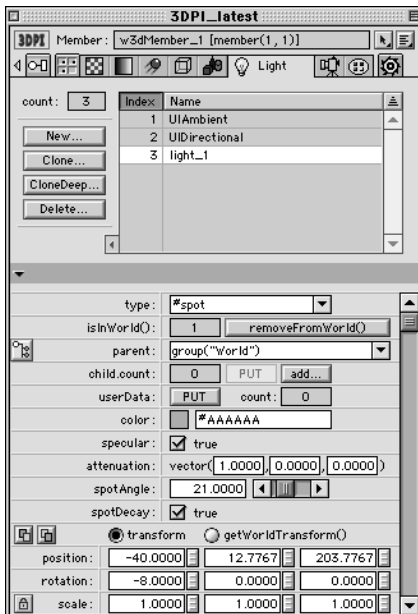 3DPI_latest
3DPI Member: w3dMember_1 [member(1, 1)]
Light
count: 3 Index Name
1 UIAmbient
2 UIDirectional
3 light_1
New...
Clone...
CloneDeep...
Delete...
type: #spot
isInWorld(): 1 removeFromWorld()
parent: group("World")
child.count: 0 PUT add...
userData: PUT count: 0
color: #AAAAAA
specular: true
attenuation: vector( 1.0000, 0.0000, 0.0000 )
spotAngle: 21.0000
spotDecay: true
transform getWorldTransform()
position: -40.0000 12.7767 203.7767
rotation: -8.0000 0.0000 0.0000
scale: 1.0000 1.0000 1.0000